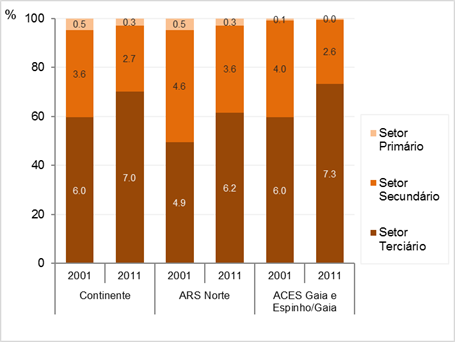 %
100
80
60
40
20
0
0.5 0.3 0.5 0.3 0.1 0.0
3.6 2.7 4.6 3.6 4.0 2.6
6.0 7.0 4.9 6.2 6.0 7.3
2001 2011 2001 2011 2001 2011
Continente ARS Norte ACES Gaia e
Espinho/Gaia
Setor
Primário
Setor
Secundário
Setor
Terciário